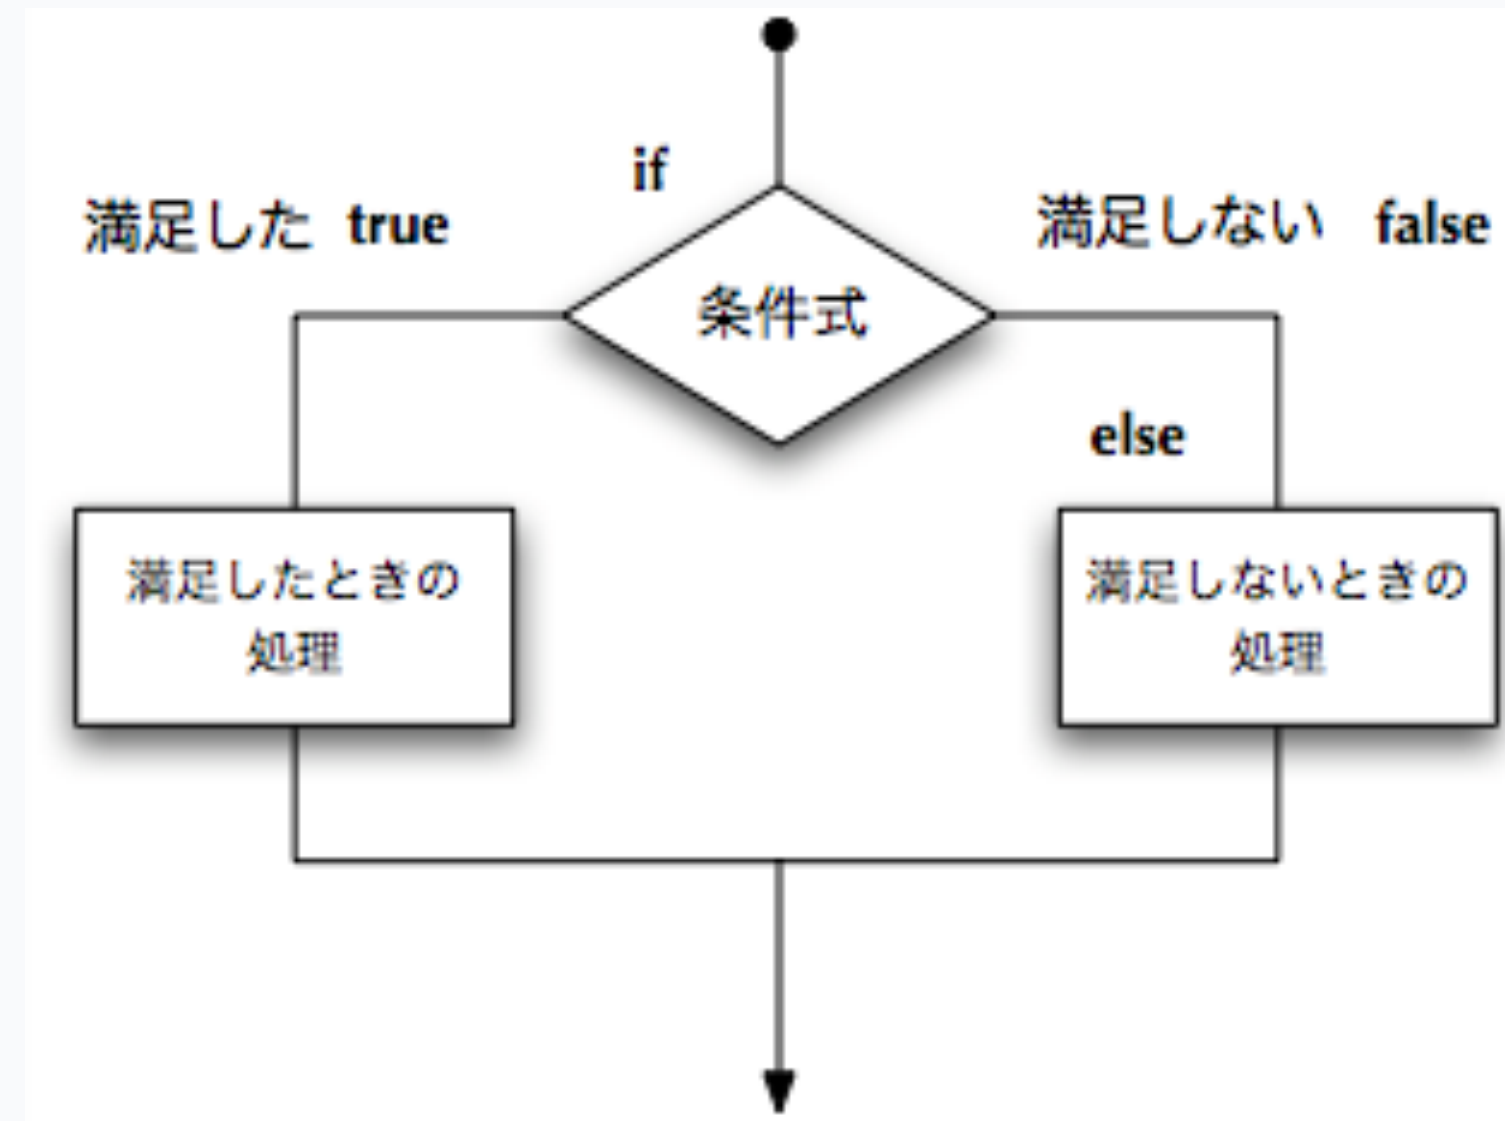 if
満足した true
満足しない false
条件式
else
満足したときの
処理
満足しないときの
処理